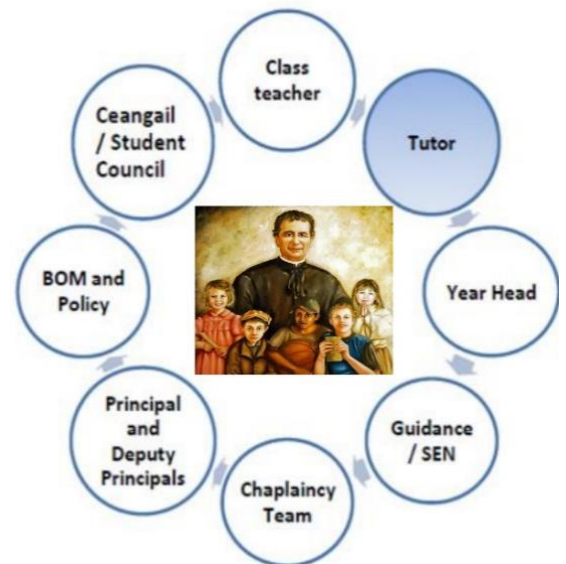 Class
teacher
Tutor
Year Head
Guidance
/ SEN
Chaplaincy
Team
Principal
and
Deputy
Principals
BOM and
Policy
Ceangail
/ Student
Council